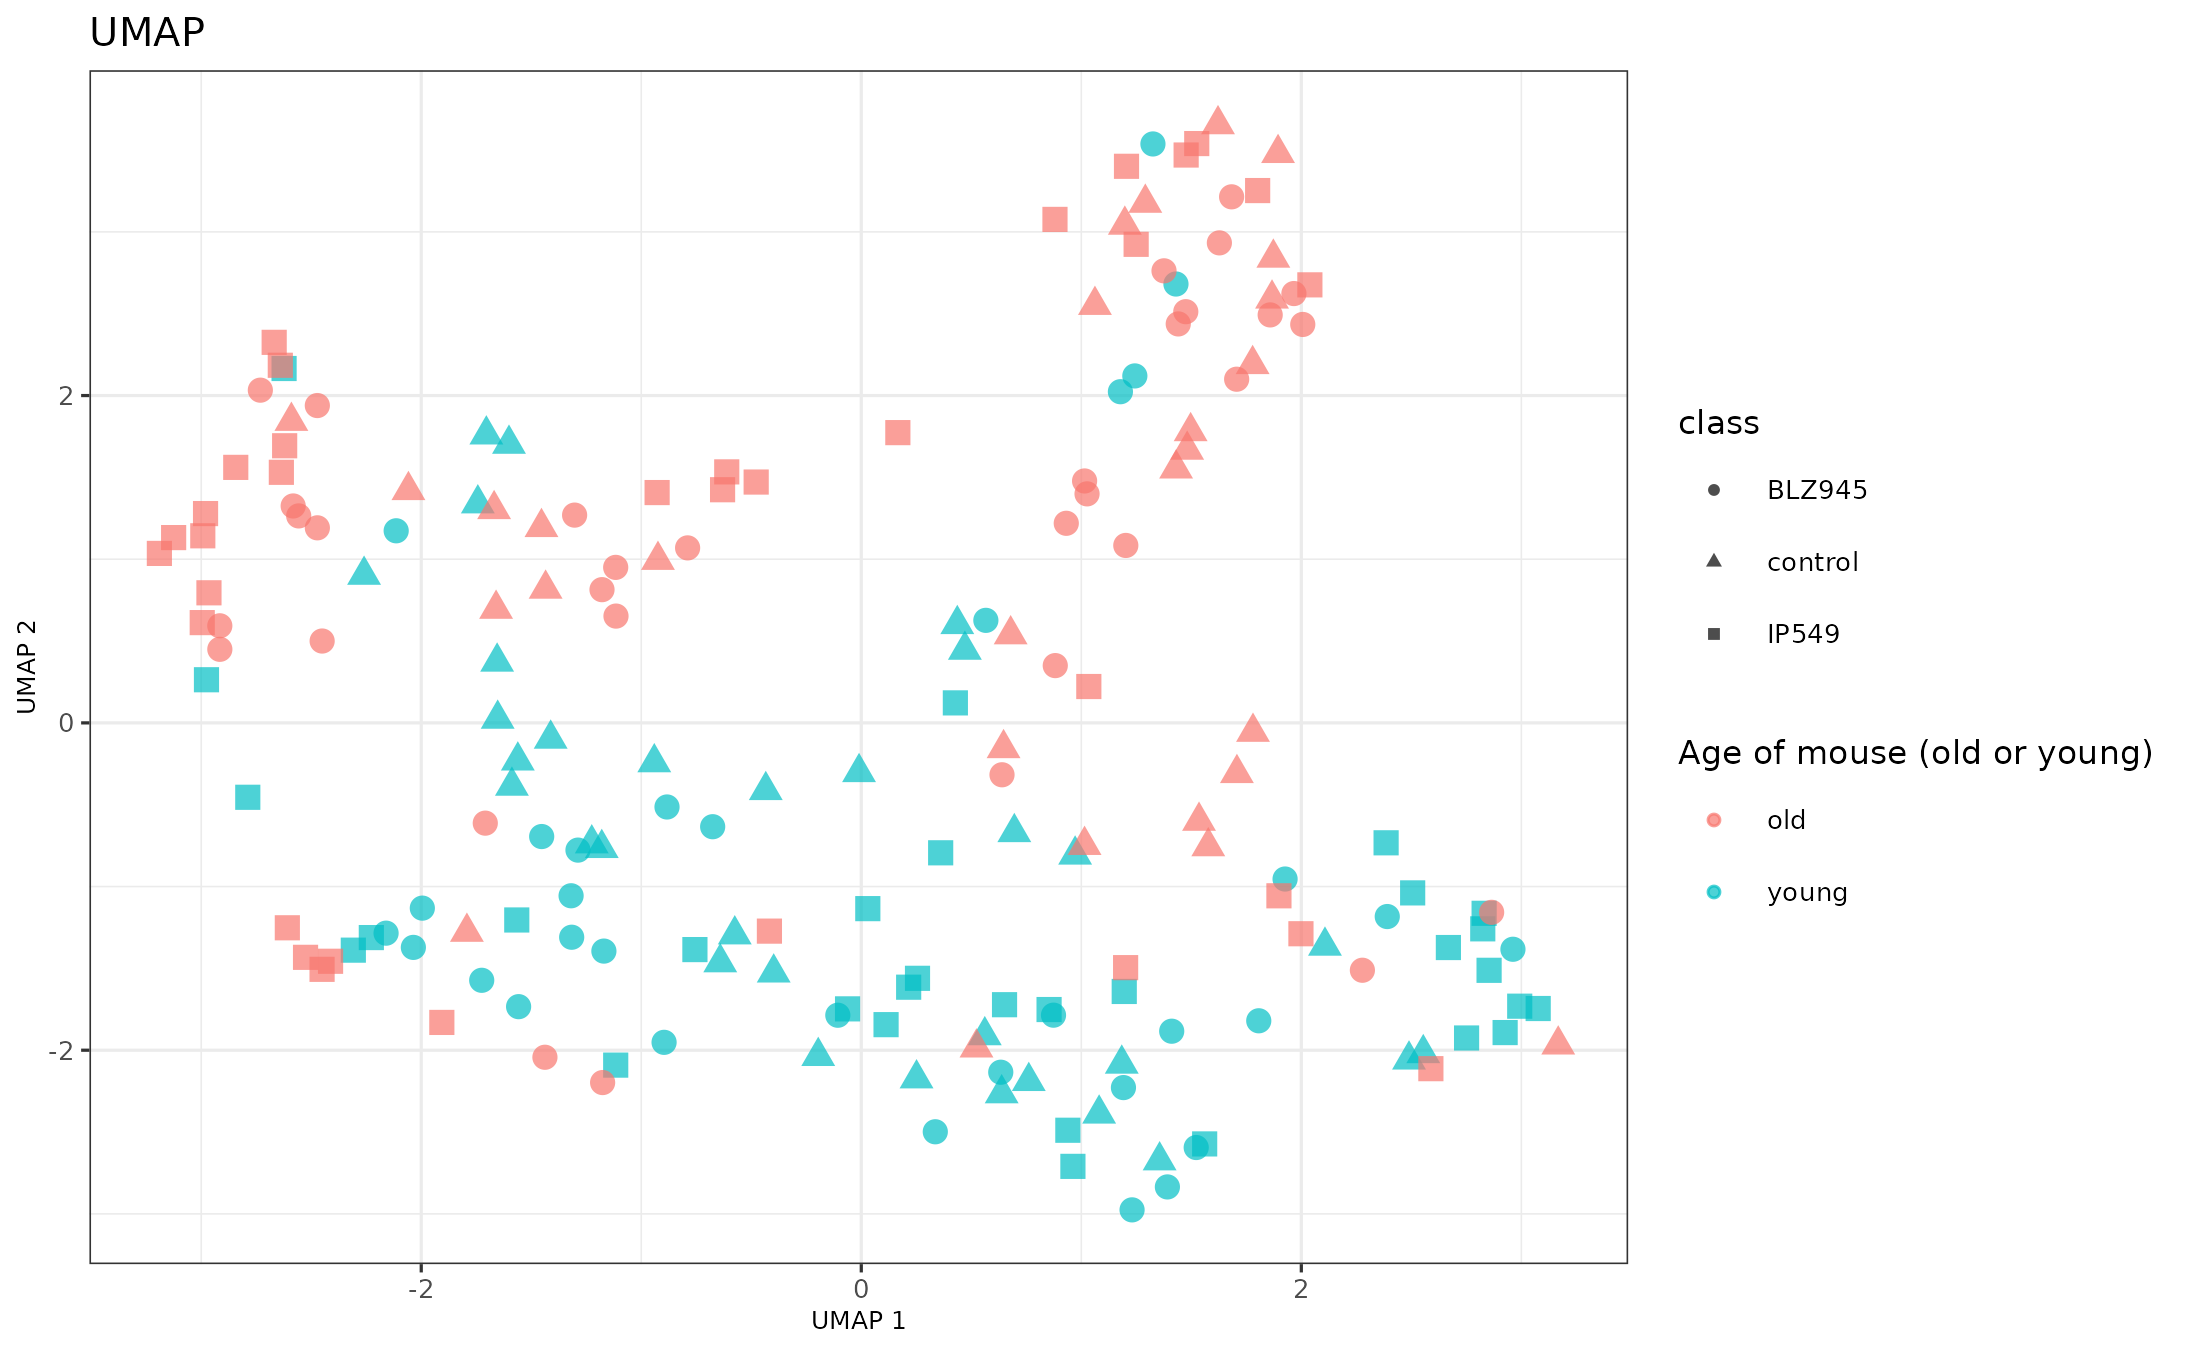 UMAP
UMAP 2
2
0
-2
-2
0
2
UMAP 1
class
BLZ945
control
IP549
Age of mouse (old or young)
old
young